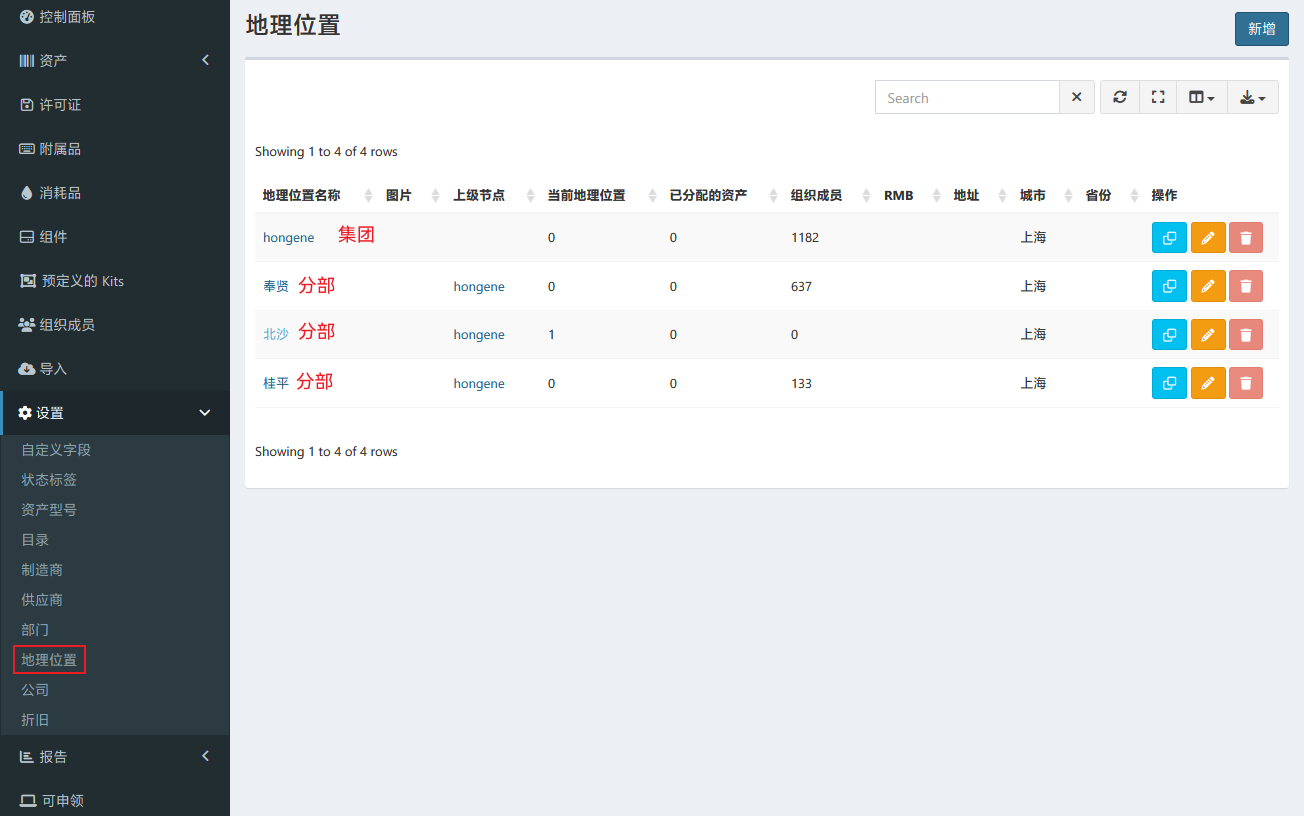 控制面板
资产
许可证
附属品
消耗品
组件
预定义的 Kits
组织成员
导入
设置
自定义字段
状态标签
资产型号
目录
制造商
供应商
部门
地理位置
公司
折旧
报告
可申领
地理位置
新增
Search
Showing 1 to 4 of 4 rows
地理位置名称 图片 上级节点 当前地理位置 已分配的资产 组织成员 RMB 地址 城市 省份 操作
hongene 集团 0 0 1182 上海
奉贤 分部 hongene 0 0 637 上海
北沙 分部 hongene 1 0 0 上海
桂平 分部 hongene 0 0 133 上海
Showing 1 to 4 of 4 rows